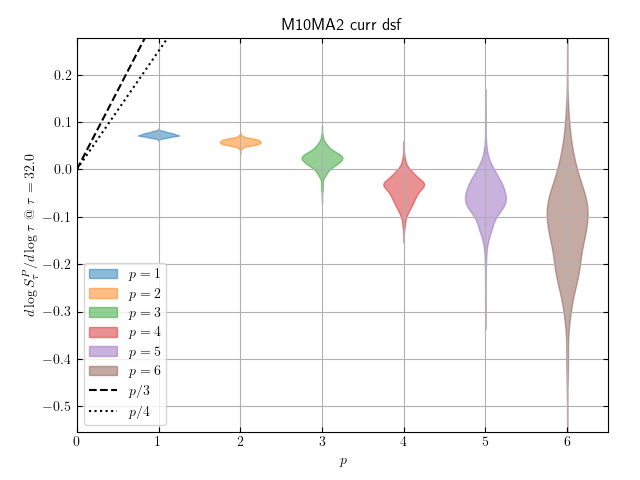 M10MA2 curr dsf
d log S_τ^P / d log τ @ τ = 32.0
0.2
0.1
0.0
−0.1
−0.2
−0.3
−0.4
−0.5
p = 1
p = 2
p = 3
p = 4
p = 5
p = 6
p/3
p/4
0 1 2 3 4 5 6
p